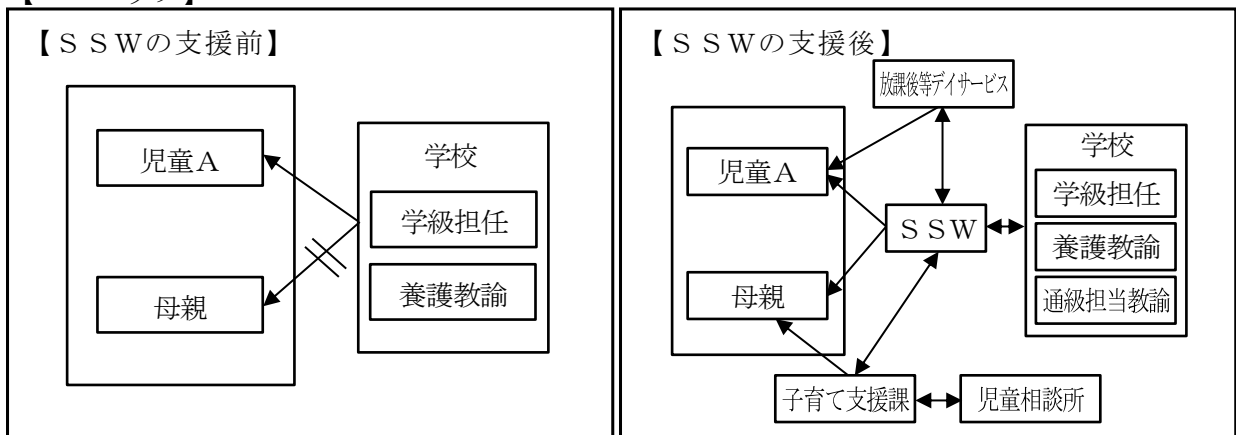 【ＳＳＷの支援前】
児童Ａ
母親
学校
学級担任
養護教諭
【ＳＳＷの支援後】
放課後等デイサービス
児童Ａ
母親
ＳＳＷ
学校
学級担任
養護教諭
通級担当教諭
子育て支援課
児童相談所